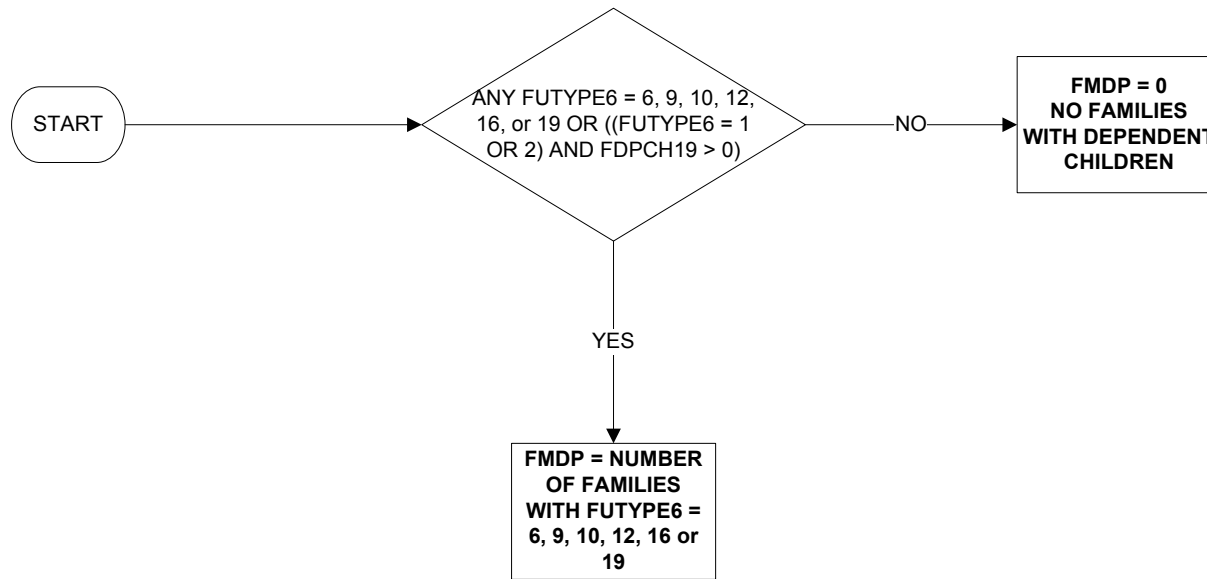 START
ANY FUTYPE6 = 6, 9, 10, 12,
16, or 19 OR ((FUTYPE6 = 1
OR 2) AND FDPCH19 > 0)
NO
FMDP = 0
NO FAMILIES
WITH DEPENDENT
CHILDREN
YES
FMDP = NUMBER
OF FAMILIES
WITH FUTYPE6 =
6, 9, 10, 12, 16 or
19